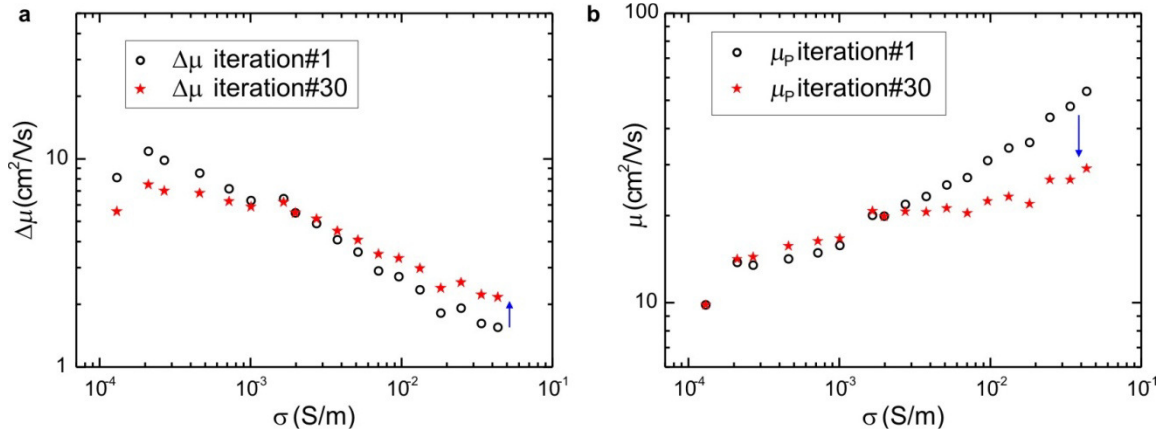 a
Δμ iteration#1
Δμ iteration#30
10
1
Δμ(cm²/Vs)
10⁻⁴ 10⁻³ 10⁻² 10⁻¹
σ (S/m)
b
100
μP iteration#1
μP iteration#30
10
μ(cm²/Vs)
10⁻⁴ 10⁻³ 10⁻² 10⁻¹
σ (S/m)